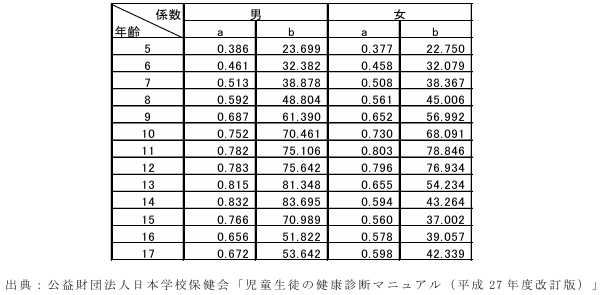 係数 男 女
年齢 a b a b
5 0.386 23.699 0.377 22.750
6 0.461 32.382 0.458 32.079
7 0.513 38.878 0.508 38.367
8 0.592 48.804 0.561 45.006
9 0.687 61.390 0.652 56.992
10 0.752 70.461 0.730 68.091
11 0.782 75.106 0.803 78.846
12 0.783 75.642 0.796 76.934
13 0.815 81.348 0.655 54.234
14 0.832 83.695 0.594 43.264
15 0.766 70.989 0.560 37.002
16 0.656 51.822 0.578 39.057
17 0.672 53.642 0.598 42.339
出典：公益財団法人日本学校保健会「児童生徒の健康診断マニュアル（平成 27 年度改訂版）」